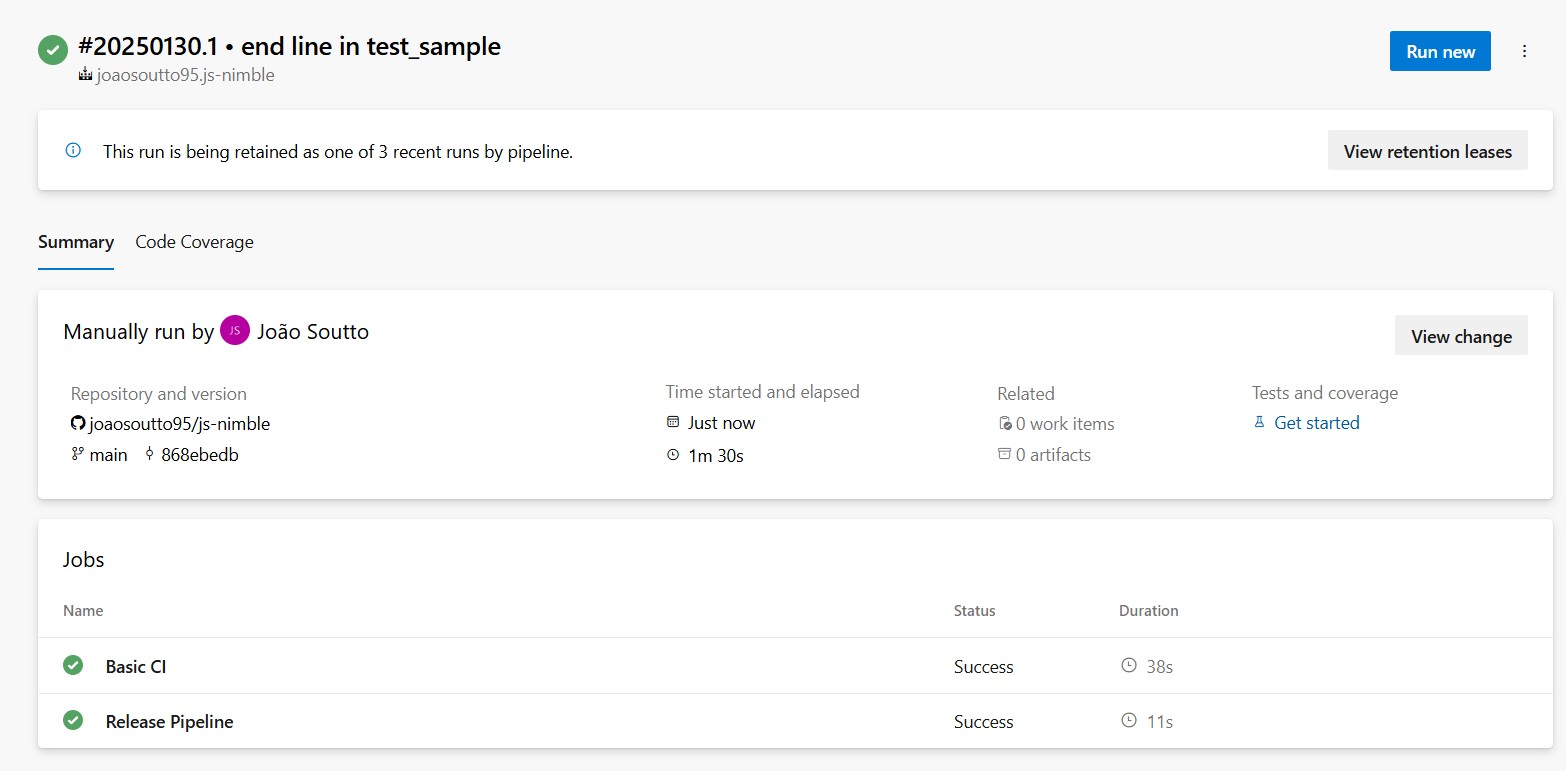 #20250130.1 • end line in test_sample
Run new
joaosoutto95.js-nimble
This run is being retained as one of 3 recent runs by pipeline.
View retention leases
Summary Code Coverage
Manually run by JS João Soutto
View change
Repository and version
joaosoutto95/js-nimble
main 868ebedb
Time started and elapsed
Just now
1m 30s
Related
0 work items
0 artifacts
Tests and coverage
Get started
Jobs
Name Status Duration
Basic CI Success 38s
Release Pipeline Success 11s